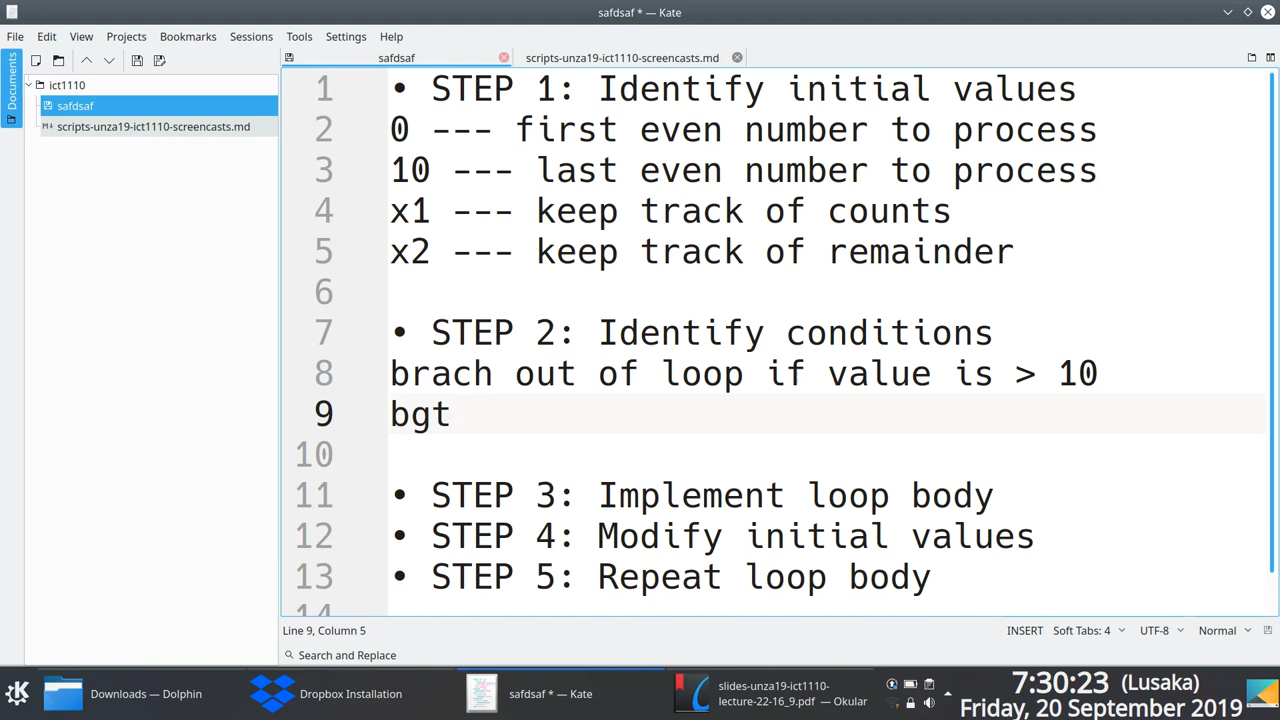 safdsaf * — Kate
File Edit View Projects Bookmarks Sessions Tools Settings Help
Documents
safdsaf
scripts-unza19-ict1110-screencasts.md
ict1110
safdsaf
scripts-unza19-ict1110-screencasts.md
1 • STEP 1: Identify initial values
2 0 --- first even number to process
3 10 --- last even number to process
4 x1 --- keep track of counts
5 x2 --- keep track of remainder
6
7 • STEP 2: Identify conditions
8 brach out of loop if value is > 10
9 bgt
10
11 • STEP 3: Implement loop body
12 • STEP 4: Modify initial values
13 • STEP 5: Repeat loop body
14
Line 9, Column 5 INSERT Soft Tabs: 4 UTF-8 Normal
Search and Replace
Downloads — Dolphin
Dropbox Installation
safdsaf * — Kate
slides-unza19-ict1110-
lecture-22-16_9.pdf — Okular
7:30:23 (Lusaka)
Friday, 20 September 2019